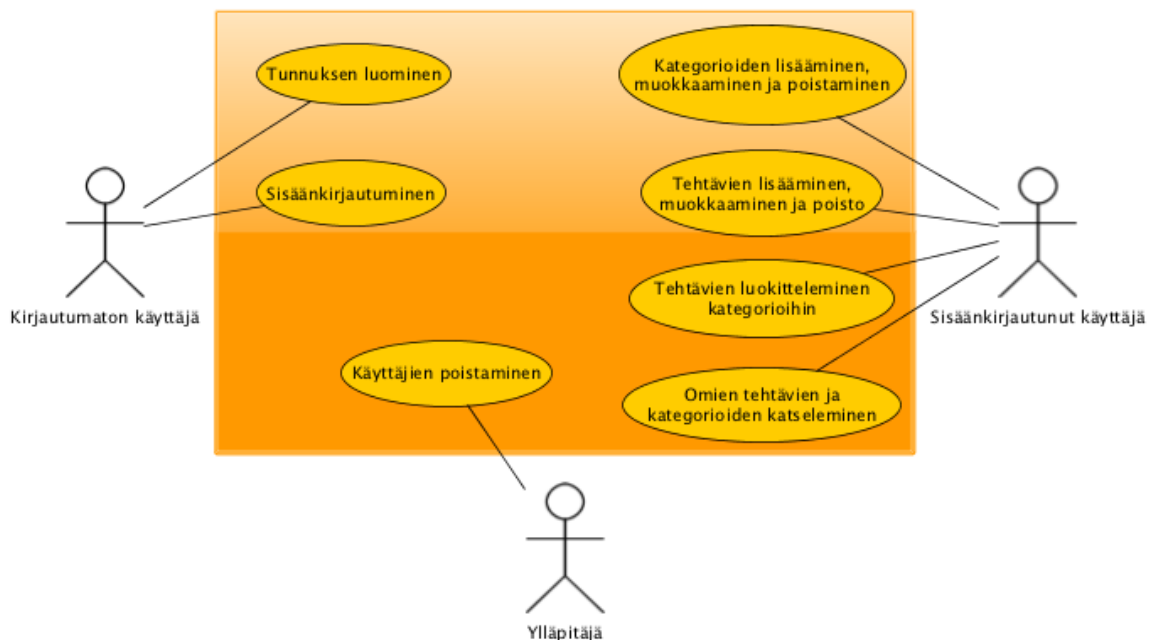 Tunnuksen luominen
Kategorioiden lisääminen,
muokkaaminen ja poistaminen
Sisäänkirjautuminen
Tehtävien lisääminen,
muokkaaminen ja poisto
Kirjautumaton käyttäjä
Tehtävien luokitteleminen
kategorioihin
Sisäänkirjautunut käyttäjä
Käyttäjien poistaminen
Omien tehtävien ja
kategorioiden katseleminen
Ylläpitäjä